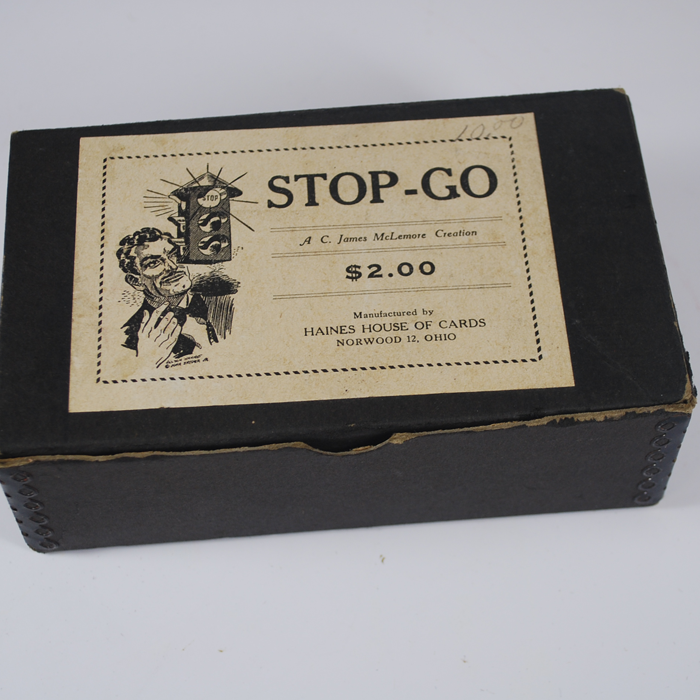 10.00
STOP
STOP-GO
A C. James McLemore Creation
$2.00
Manufactured by
HAINES HOUSE OF CARDS
NORWOOD 12, OHIO